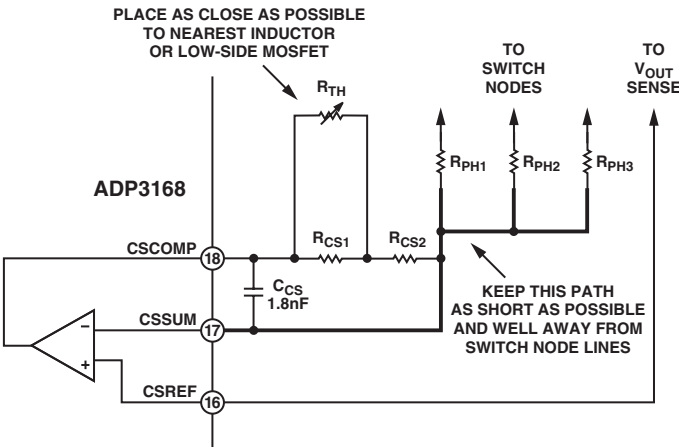 PLACE AS CLOSE AS POSSIBLE
TO NEAREST INDUCTOR
OR LOW-SIDE MOSFET
TO
SWITCH
NODES
TO
VOUT
SENSE
RTH
RPH1
RPH2
RPH3
ADP3168
CSCOMP
18
RCS1
RCS2
CCS
1.8nF
KEEP THIS PATH
AS SHORT AS POSSIBLE
AND WELL AWAY FROM
SWITCH NODE LINES
CSSUM
17
–
+
CSREF
16